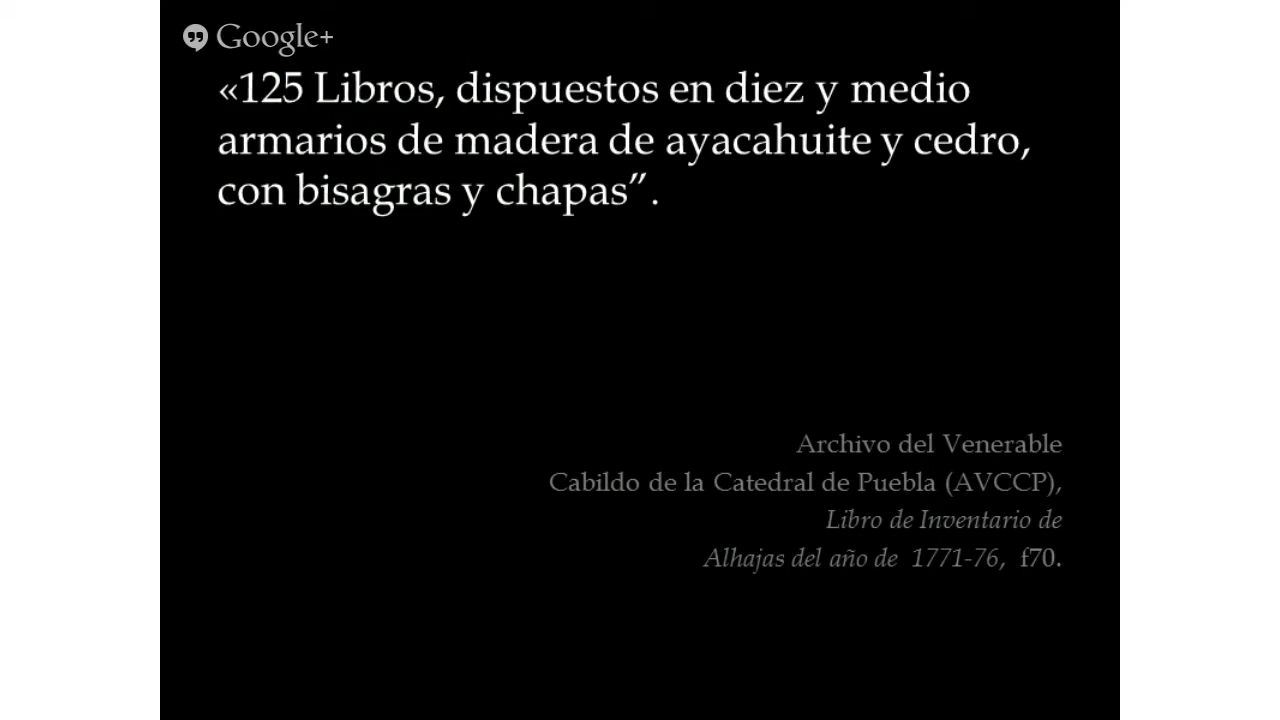 Google+
«125 Libros, dispuestos en diez y medio
armarios de madera de ayacahuite y cedro,
con bisagras y chapas”.
Archivo del Venerable
Cabildo de la Catedral de Puebla (AVCCP),
Libro de Inventario de
Alhajas del año de 1771-76, f70.